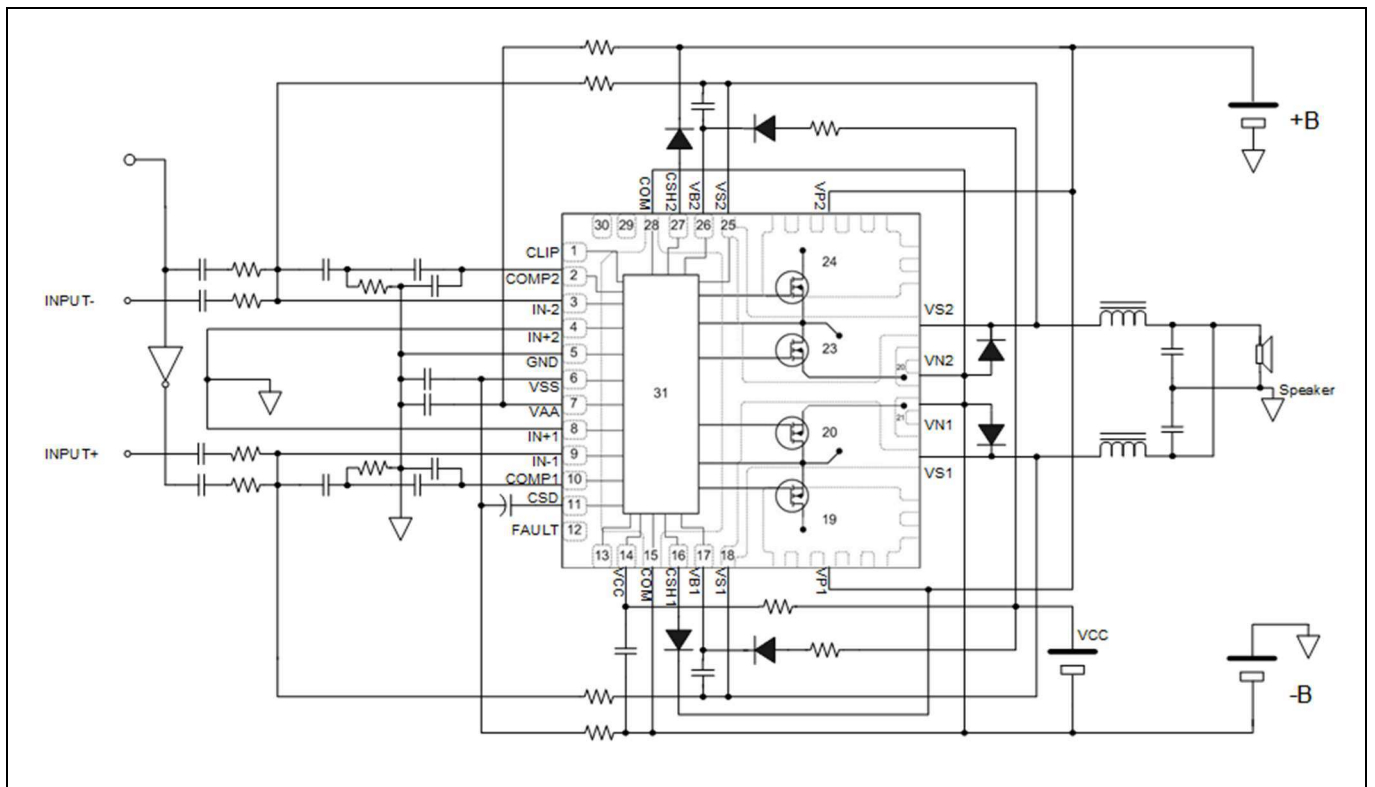 +B
COM
CSH2
VB2
VS2
VP2
30 29 28 27 26 25
24
CLIP 1
COMP2 2
INPUT- IN-2 3
IN+2 4
GND 5
VSS 6
VAA 7
IN+1 8
INPUT+ IN-1 9
COMP1 10
CSD 11
FAULT 12
31
23
20
VS2
VN2
21
20
VN1
VS1
19
Speaker
13 14 15 16 17 18
VCC
COM
CSH1
VB1
VS1
VP1
VCC
-B